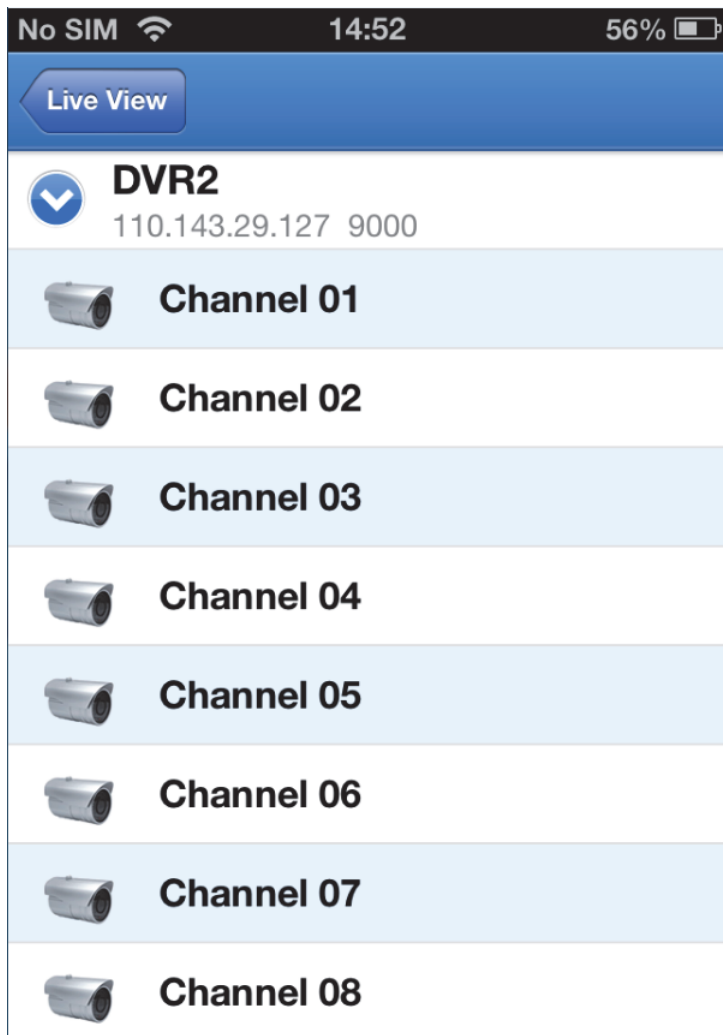 No SIM 14:52 56%
Live View
DVR2
110.143.29.127 9000
Channel 01
Channel 02
Channel 03
Channel 04
Channel 05
Channel 06
Channel 07
Channel 08